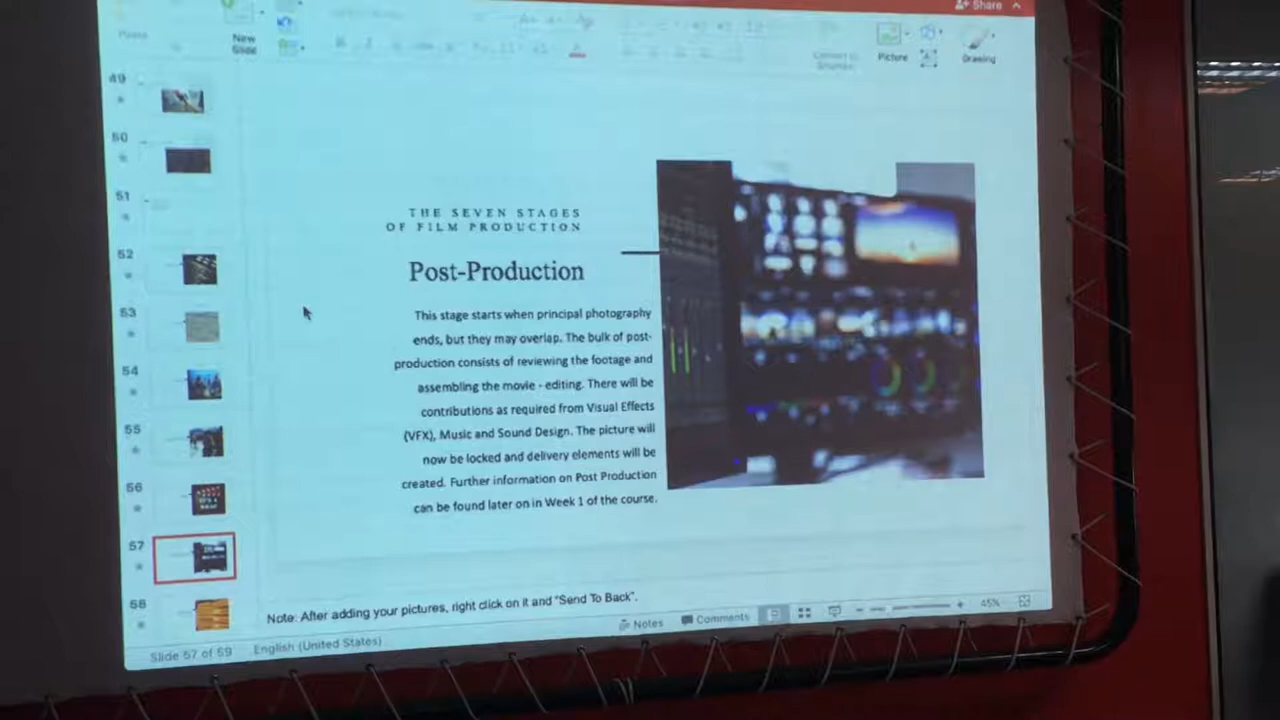 Share
New
Slide
Picture
Drawing
49
50
51
52
53
54
55
56
57
58
THE SEVEN STAGES
OF FILM PRODUCTION
Post-Production
This stage starts when principal photography
ends, but they may overlap. The bulk of post-
production consists of reviewing the footage and
assembling the movie - editing. There will be
contributions as required from Visual Effects
(VFX), Music and Sound Design. The picture will
now be locked and delivery elements will be
created. Further information on Post Production
can be found later on in Week 1 of the course.
Note: After adding your pictures, right click on it and "Send To Back".
Notes
Comments
45%
Slide 57 of 59
English (United States)